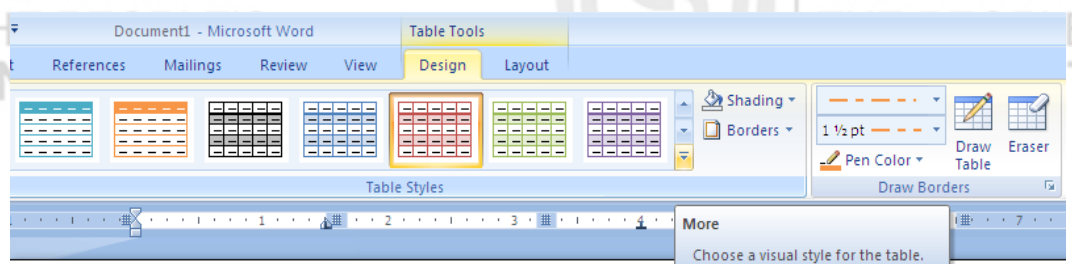 Document1 - Microsoft Word Table Tools
t References Mailings Review View Design Layout
Shading
Borders
1 ½ pt
Pen Color
Draw Table
Eraser
Table Styles
Draw Borders
1 2 3 4 7
More
Choose a visual style for the table.